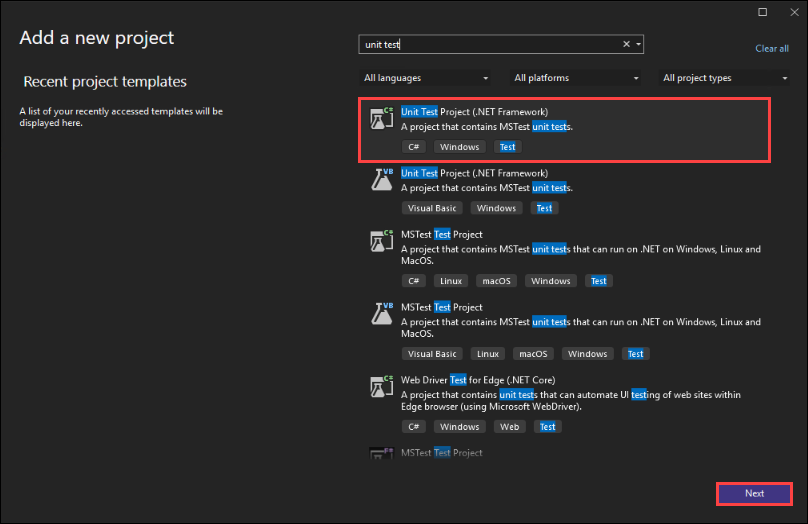 Add a new project
unit test
Clear all
Recent project templates
All languages
All platforms
All project types
A list of your recently accessed templates will be
displayed here.
C#
Unit Test Project (.NET Framework)
A project that contains MSTest unit tests.
C# Windows Test
VB
Unit Test Project (.NET Framework)
A project that contains MSTest unit tests.
Visual Basic Windows Test
C#
MSTest Test Project
A project that contains MSTest unit tests that can run on .NET on Windows, Linux and
MacOS.
C# Linux macOS Windows Test
VB
MSTest Test Project
A project that contains MSTest unit tests that can run on .NET on Windows, Linux and
MacOS.
Visual Basic Linux macOS Windows Test
C#
Web Driver Test for Edge (.NET Core)
A project that contains unit tests that can automate UI testing of web sites within
Edge browser (using Microsoft WebDriver).
C# Windows Web Test
F#
MSTest Test Project
Next